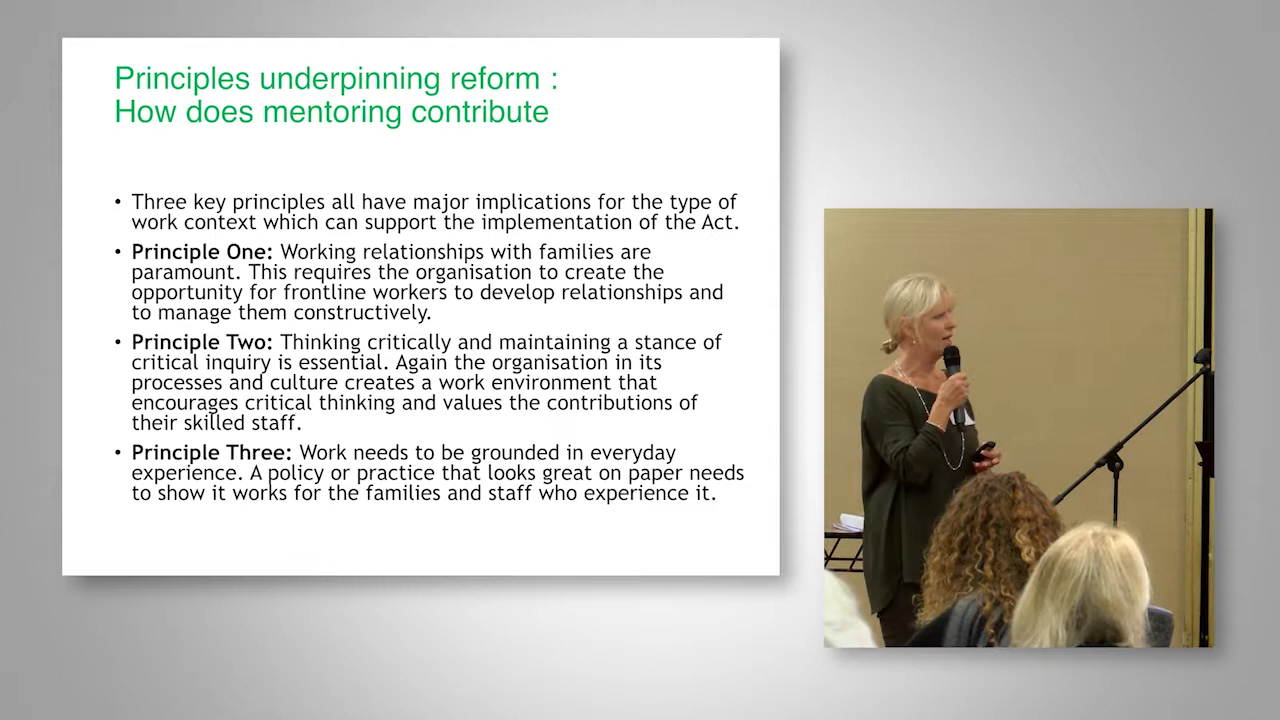 Principles underpinning reform :
How does mentoring contribute
• Three key principles all have major implications for the type of
work context which can support the implementation of the Act.
• Principle One: Working relationships with families are
paramount. This requires the organisation to create the
opportunity for frontline workers to develop relationships and
to manage them constructively.
• Principle Two: Thinking critically and maintaining a stance of
critical inquiry is essential. Again the organisation in its
processes and culture creates a work environment that
encourages critical thinking and values the contributions of
their skilled staff.
• Principle Three: Work needs to be grounded in everyday
experience. A policy or practice that looks great on paper needs
to show it works for the families and staff who experience it.